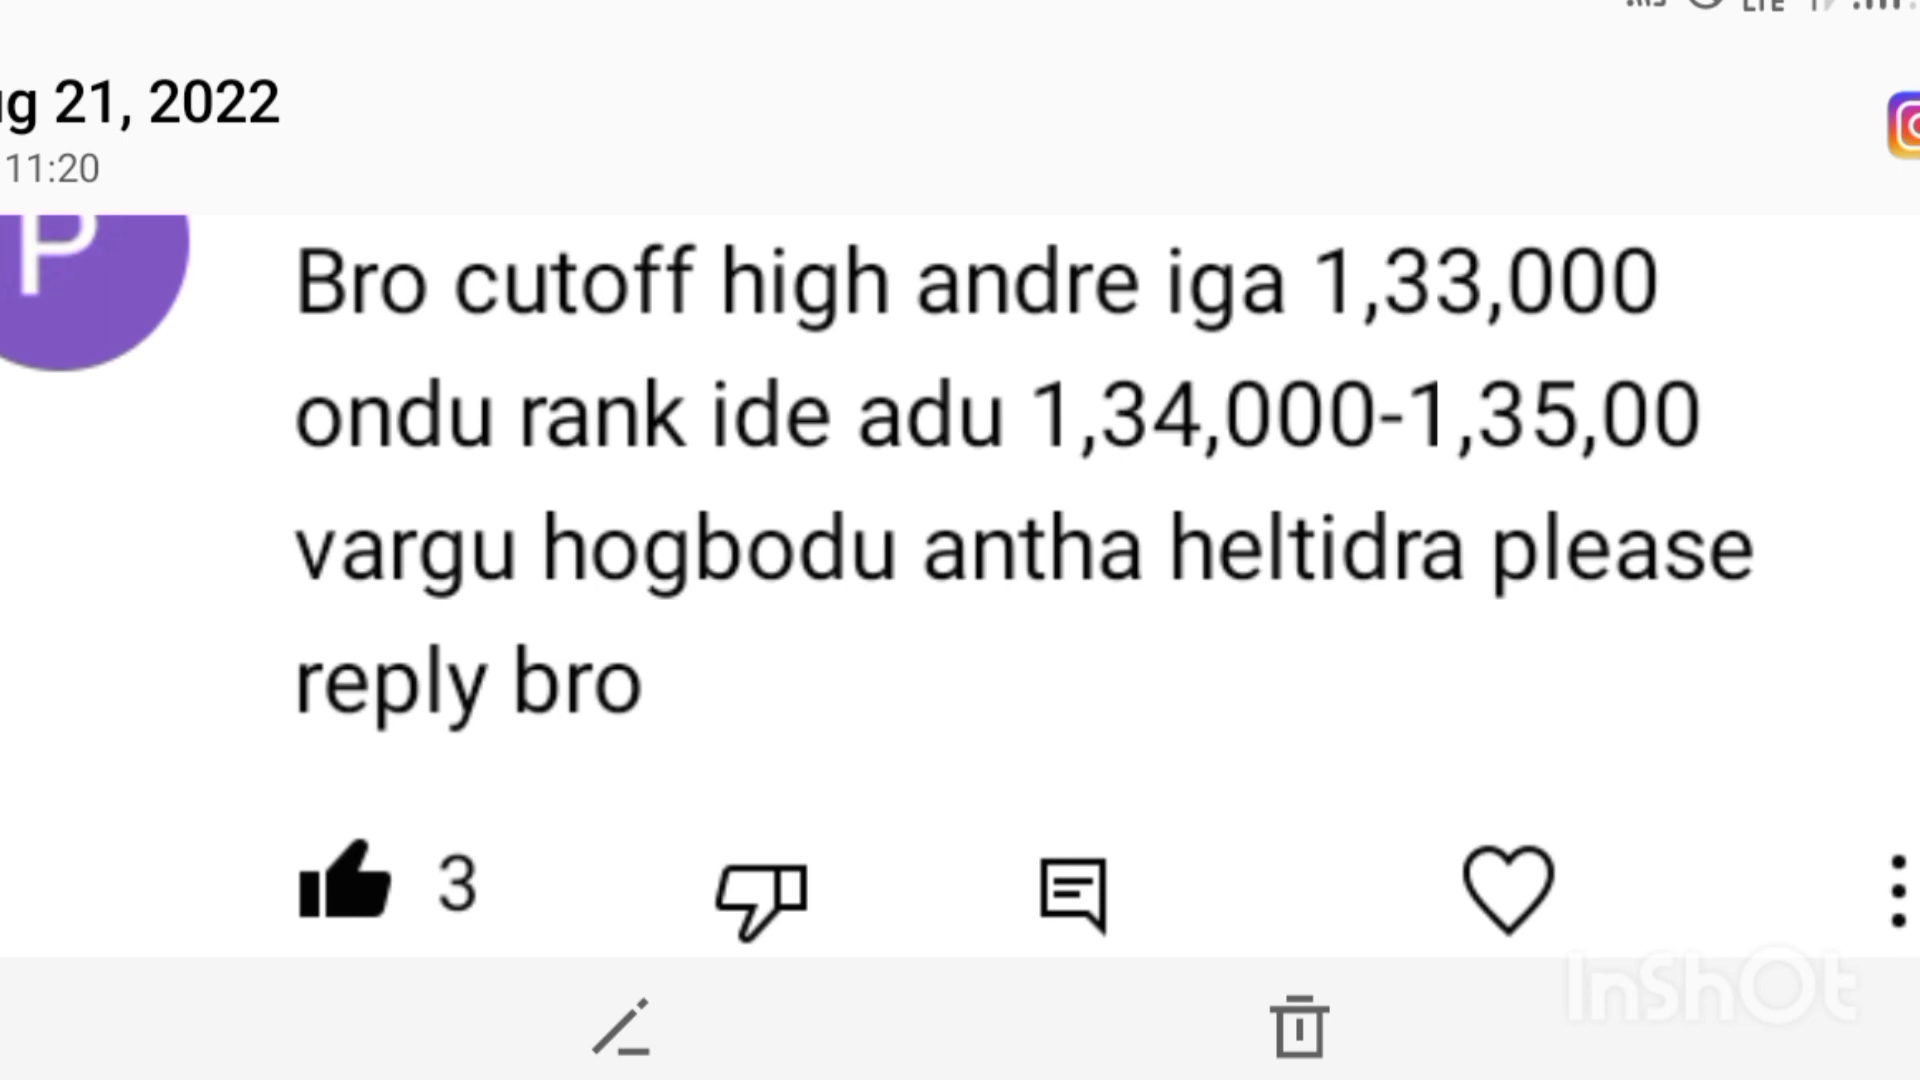 LTE
g 21, 2022
11:20
P
Bro cutoff high andre iga 1,33,000
ondu rank ide adu 1,34,000-1,35,00
vargu hogbodu antha heltidra please
reply bro
3
InShOt